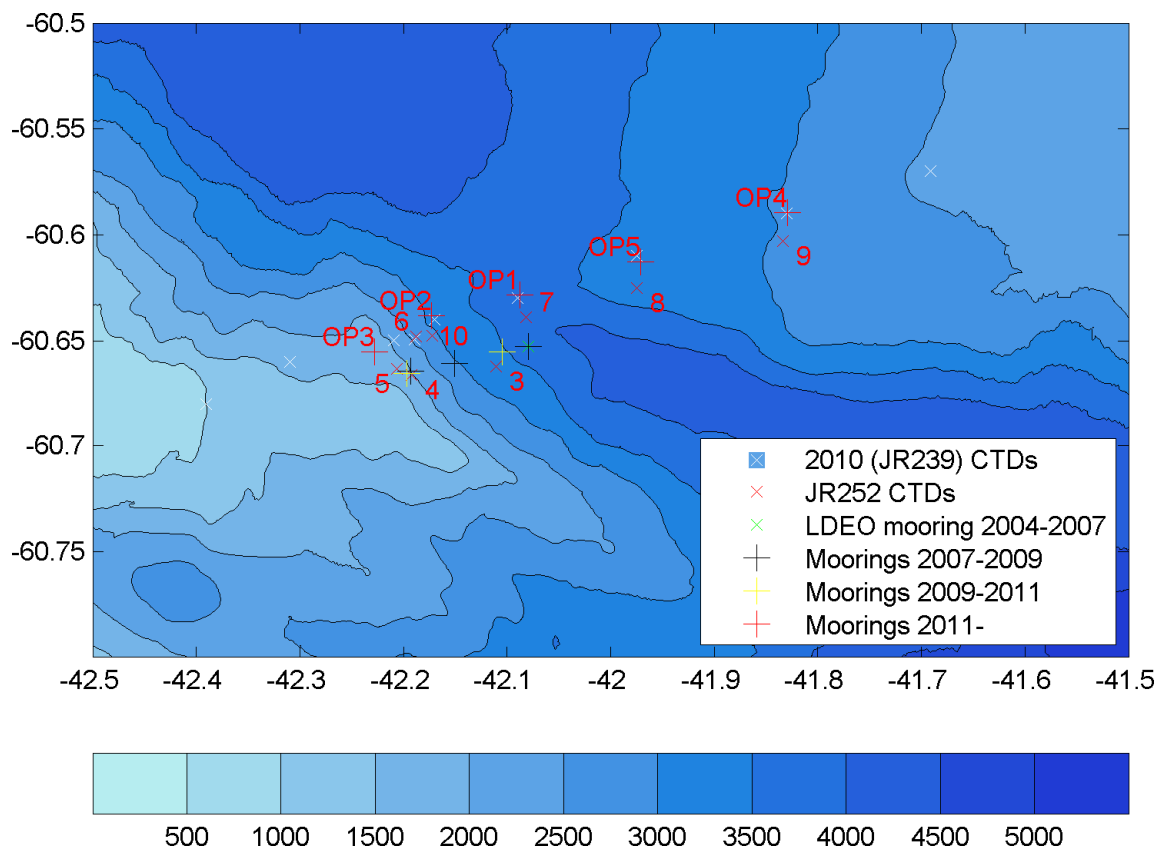 -60.5
-60.55
-60.6
-60.65
-60.7
-60.75
OP4
9
OP5
8
OP1
7
OP2
6
10
OP3
5
4
3
2010 (JR239) CTDs
JR252 CTDs
LDEO mooring 2004-2007
Moorings 2007-2009
Moorings 2009-2011
Moorings 2011-
-42.5 -42.4 -42.3 -42.2 -42.1 -42 -41.9 -41.8 -41.7 -41.6 -41.5
500 1000 1500 2000 2500 3000 3500 4000 4500 5000